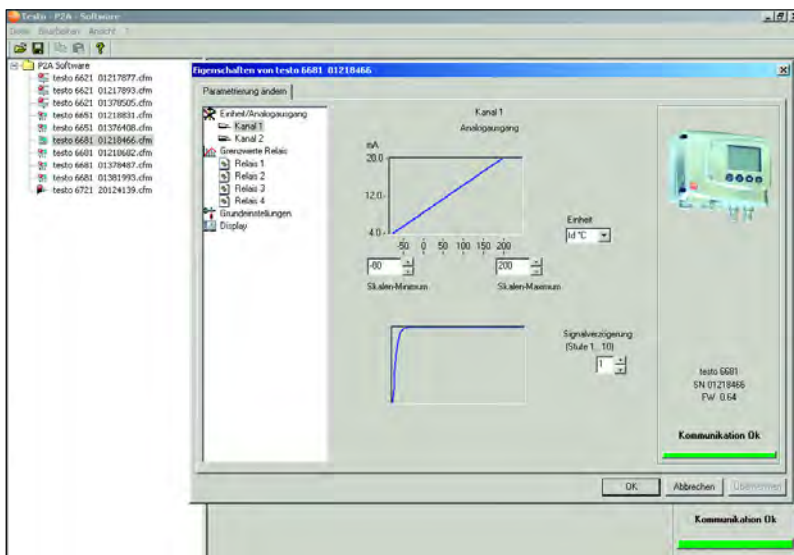 testo - P2A - Software
Datei Bearbeiten Ansicht ?
P2A Software
testo 6621 01217877.cfm
testo 6621 01217893.cfm
testo 6621 01378505.cfm
testo 6651 01218831.cfm
testo 6651 01376408.cfm
testo 6681 01218466.cfm
testo 6681 01218682.cfm
testo 6681 01378487.cfm
testo 6681 01381993.cfm
testo 6721 20124139.cfm
Eigenschaften von testo 6681 01218466
Parametrierung ändern
Einheit/Analogausgang
Kanal 1
Kanal 2
Grenzwerte Relais
Relais 1
Relais 2
Relais 3
Relais 4
Grundeinstellungen
Display
Kanal 1
Analogausgang
mA
20.0
12.0
4.0
-50 0 50 100 150 200
-80
200
Skalen-Minimum
Skalen-Maximum
Einheit
td °C
Signalverzögerung
(Stufe 1...10)
1
testo 6681
SN 01218466
FW 0.64
Kommunikation Ok
OK
Abbrechen
Übernehmen
Kommunikation Ok